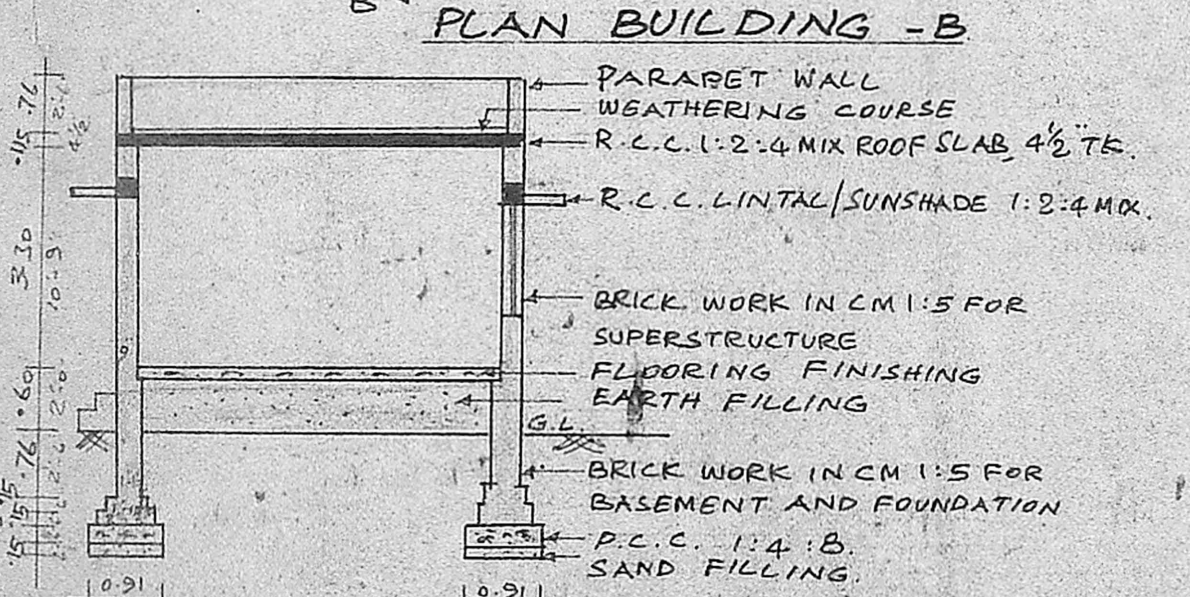 PLAN BUILDING - B
PARAPET WALL
WEATHERING COURSE
R.C.C. 1:2:4 MIX ROOF SLAB 4½" TK.
R.C.C. LINTAL/SUNSHADE 1:2:4 MIX.
BRICK WORK IN CM 1:5 FOR
SUPERSTRUCTURE
FLOORING FINISHING
EARTH FILLING
G.L.
BRICK WORK IN CM 1:5 FOR
BASEMENT AND FOUNDATION
P.C.C. 1:4:8.
SAND FILLING.
.76
.115
4½
3.30
10-9
.60
2-0
.76
2-6
.15
.15
0.91
0.91